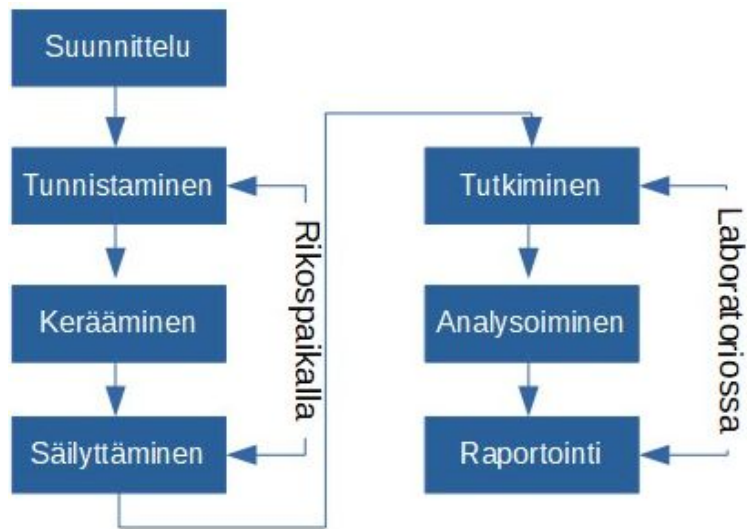 Suunnittelu
Tunnistaminen
Kerääminen
Säilyttäminen
Rikospaikalla
Tutkiminen
Analysoiminen
Raportointi
Laboratoriossa